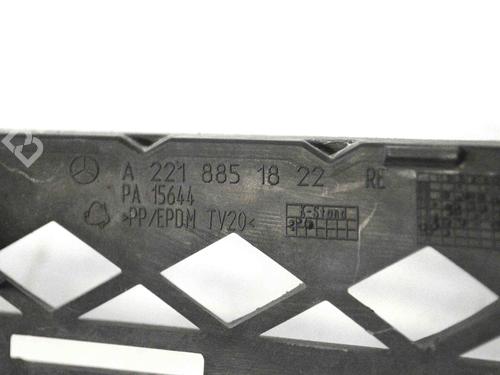 A 221 885 18 22 RE
PA 15644
>PP/EPDM TV20<
K-Stand